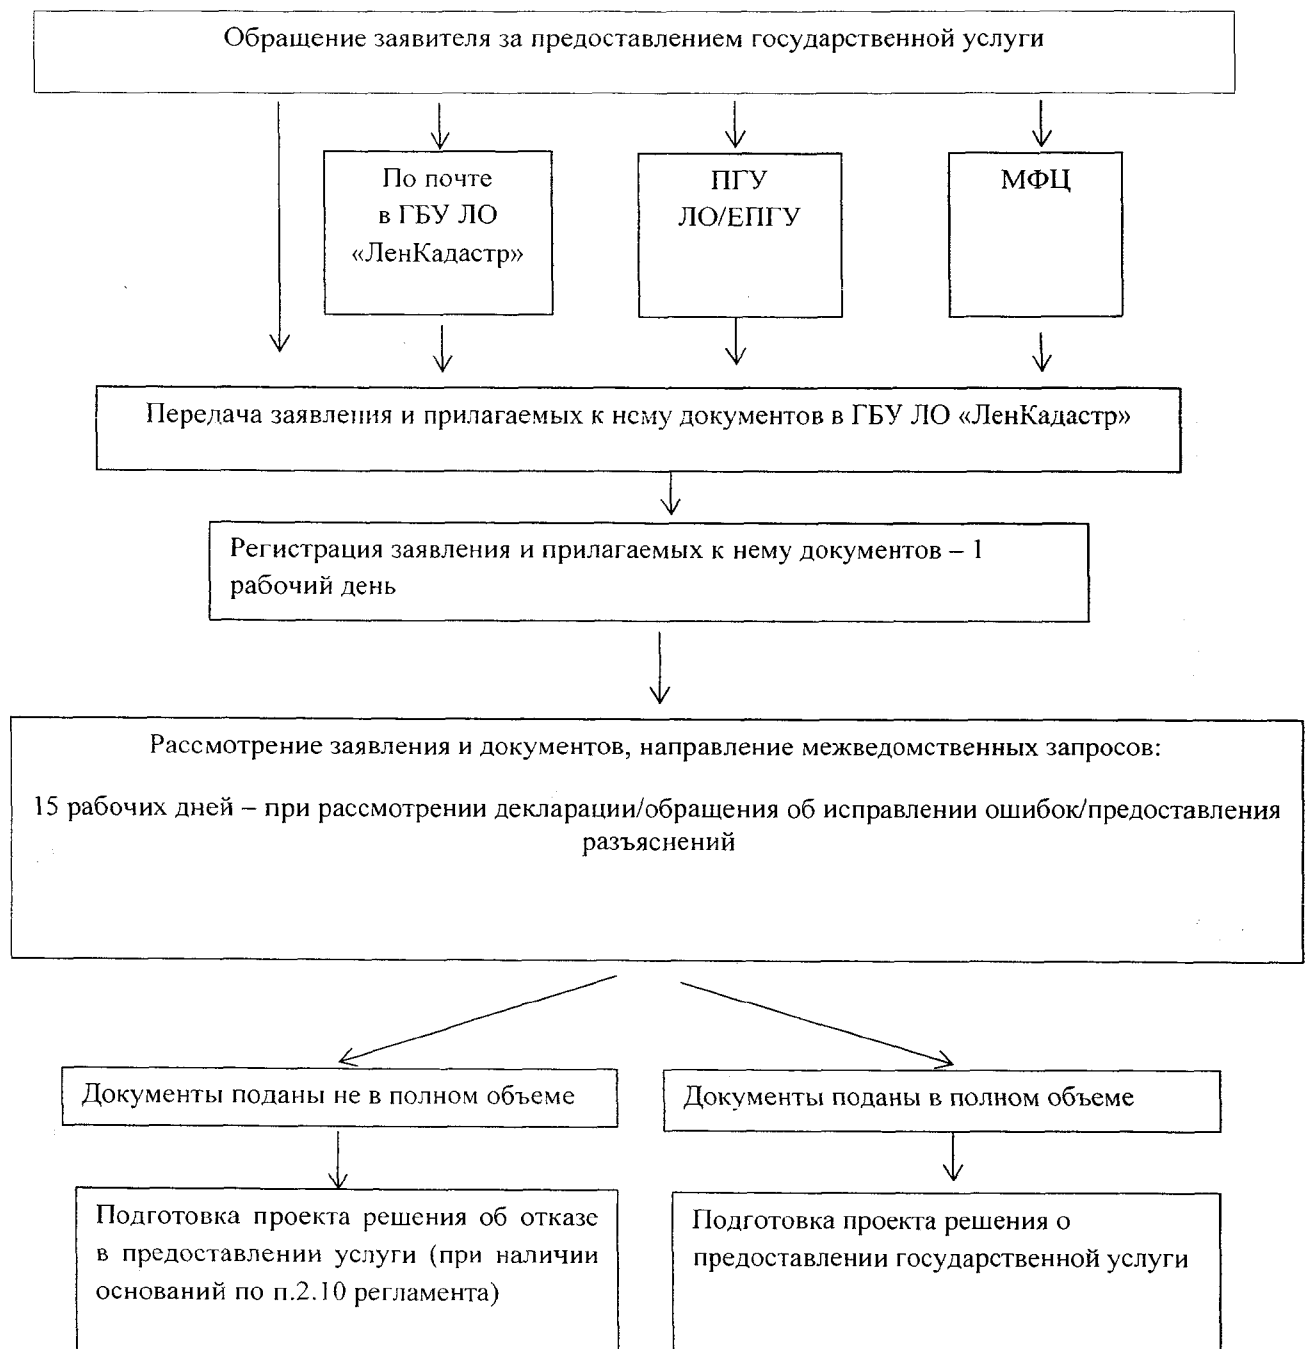 Обращение заявителя за предоставлением государственной услуги
По почте
в ГБУ ЛО
«ЛенКадастр»
ПГУ
ЛО/ЕПГУ
МФЦ
Передача заявления и прилагаемых к нему документов в ГБУ ЛО «ЛенКадастр»
Регистрация заявления и прилагаемых к нему документов – 1
рабочий день
Рассмотрение заявления и документов, направление межведомственных запросов:
15 рабочих дней – при рассмотрении декларации/обращения об исправлении ошибок/предоставления
разъяснений
Документы поданы не в полном объеме
Документы поданы в полном объеме
Подготовка проекта решения об отказе
в предоставлении услуги (при наличии
оснований по п.2.10 регламента)
Подготовка проекта решения о
предоставлении государственной услуги